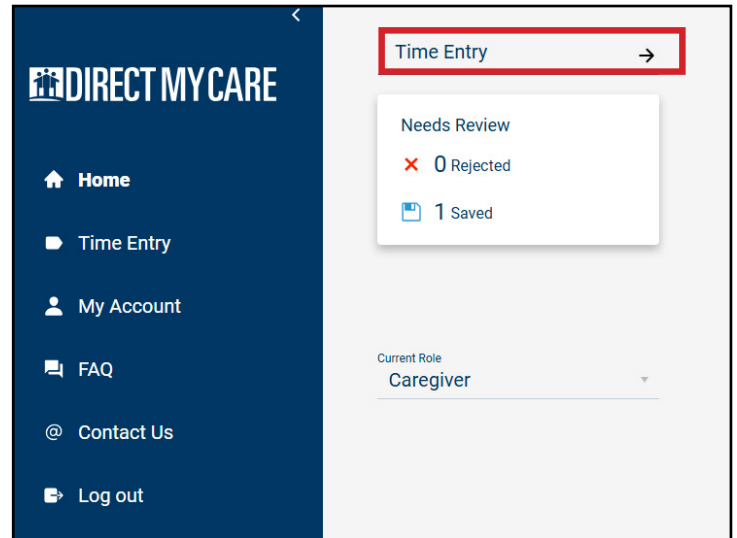 DIRECT MY CARE
Home
Time Entry
My Account
FAQ
@ Contact Us
Log out
Time Entry
Needs Review
0 Rejected
1 Saved
Current Role
Caregiver